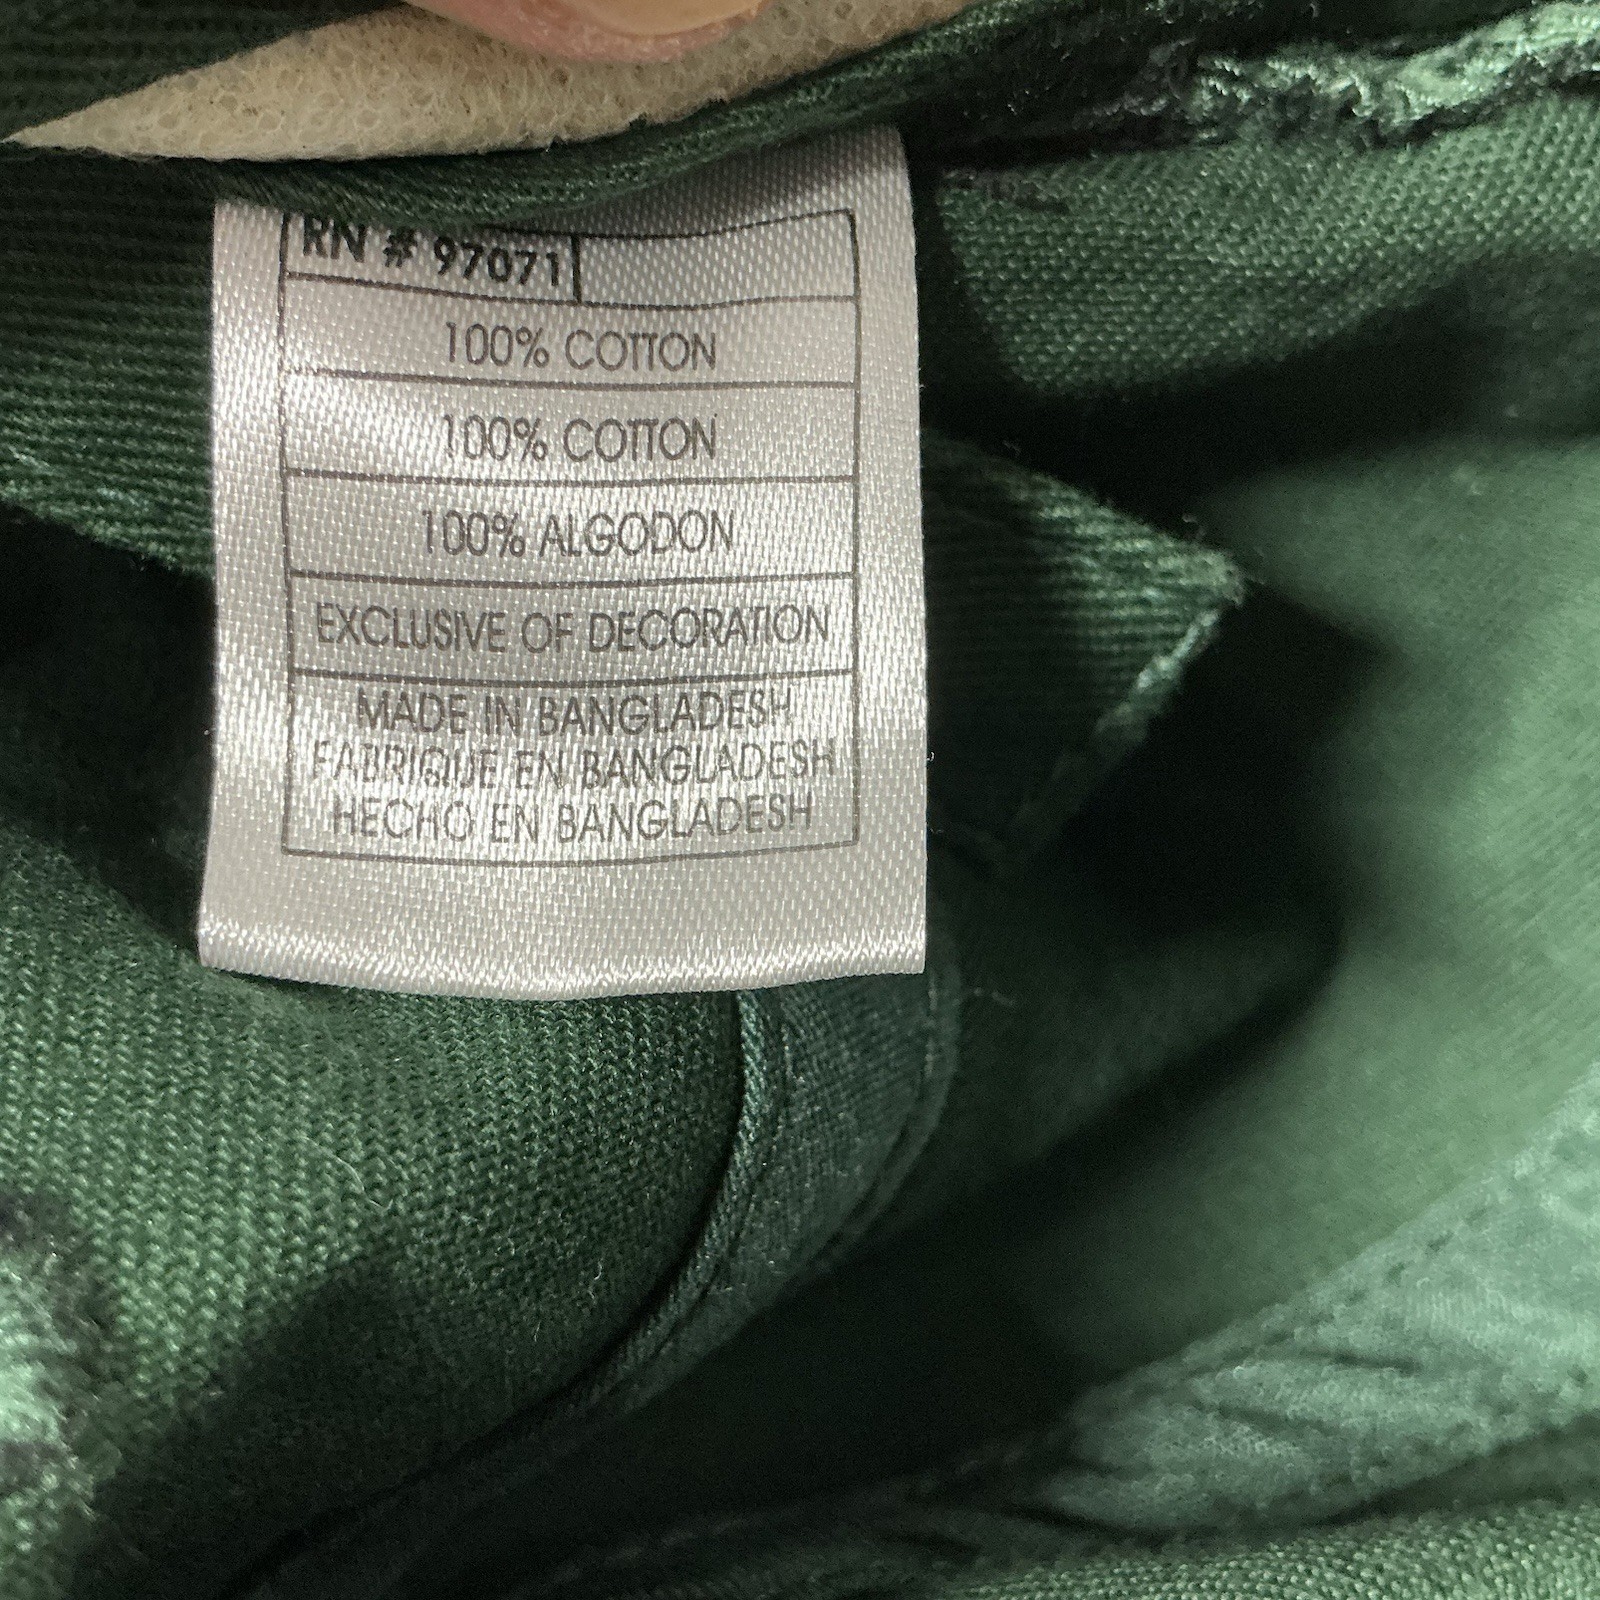 RN # 97071
100% COTTON
100% COTTON
100% ALGODON
EXCLUSIVE OF DECORATION
MADE IN BANGLADESH
FABRIQUE EN BANGLADESH
HECHO EN BANGLADESH